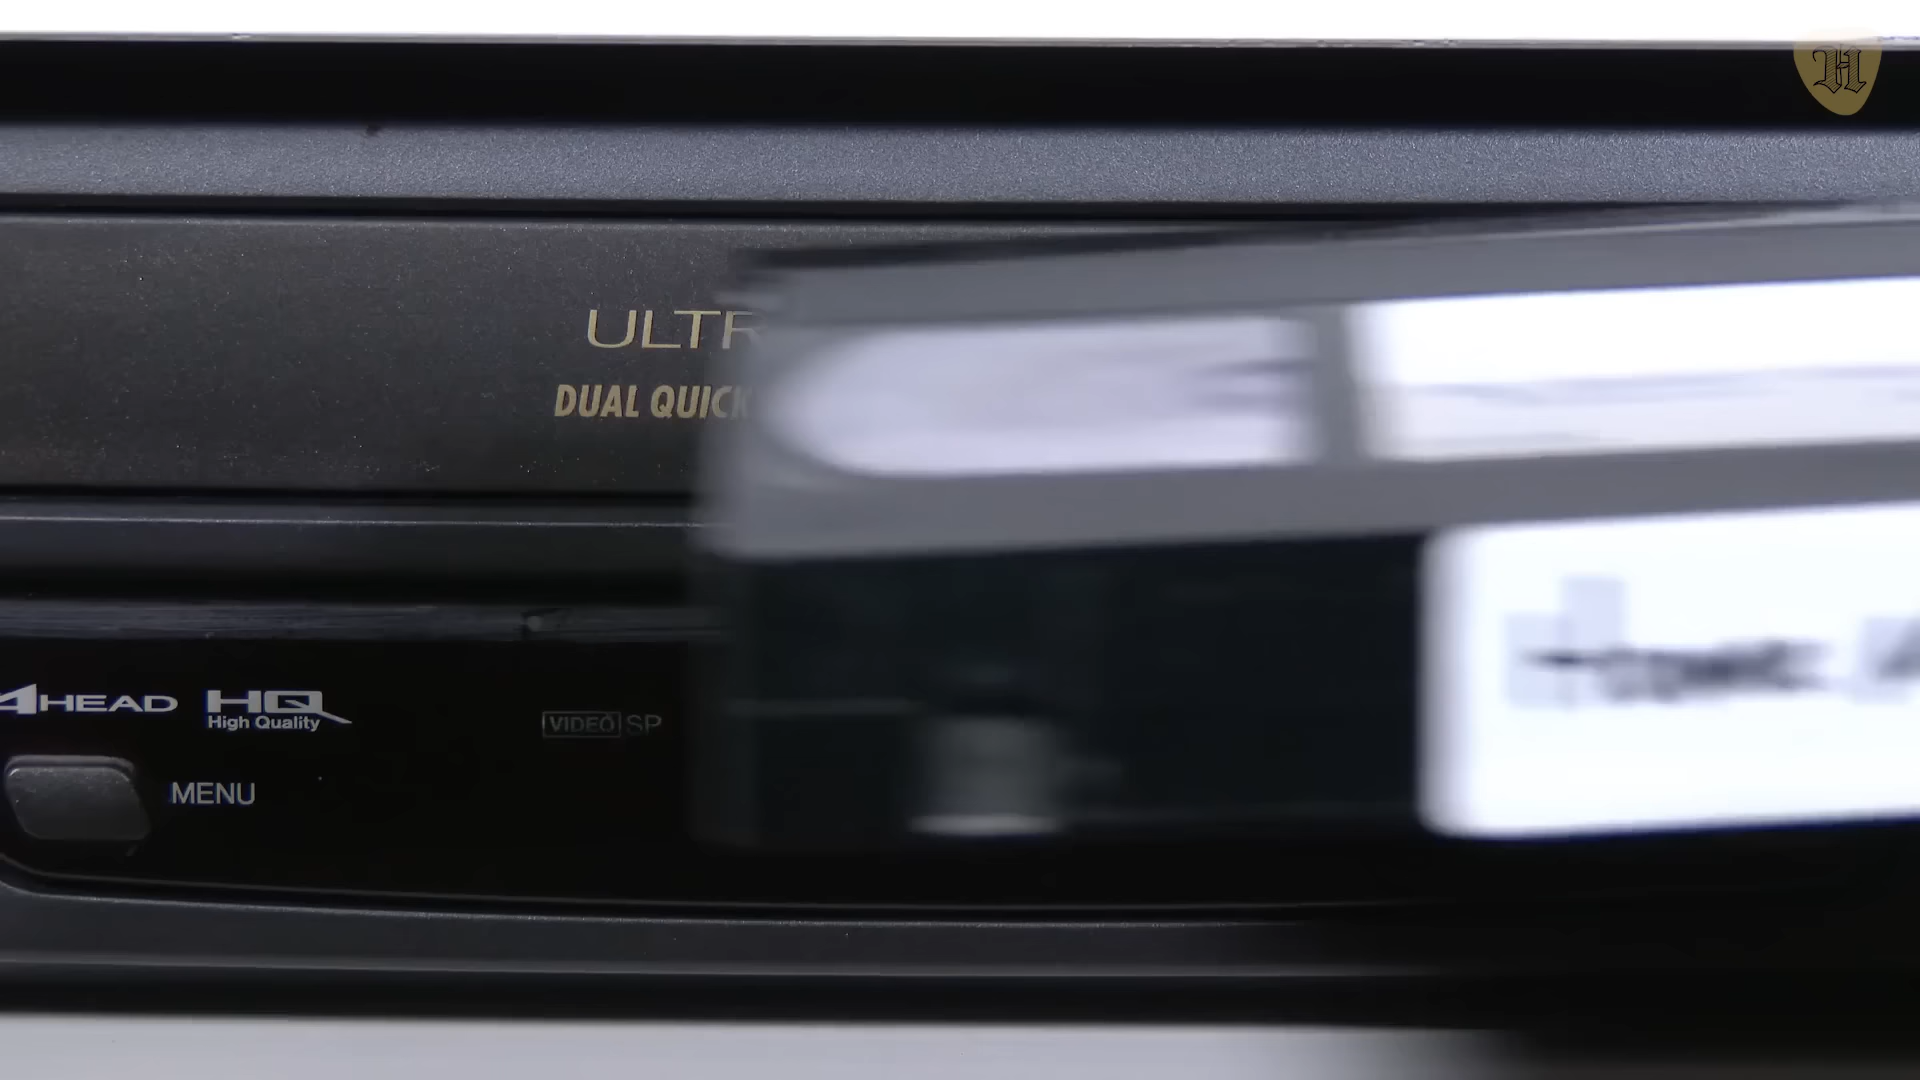 H
ULTR
DUAL QUICK
4HEAD HQ
High Quality
VIDEO SP
MENU